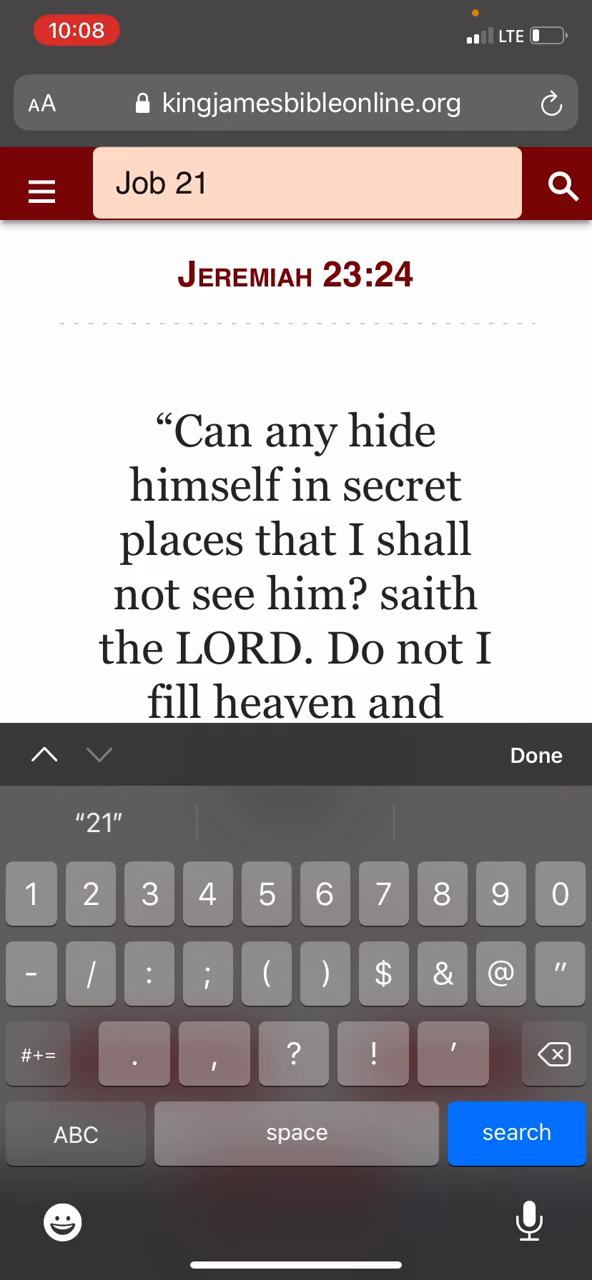 10:08
LTE
AA kingjamesbibleonline.org
Job 21
JEREMIAH 23:24
“Can any hide
himself in secret
places that I shall
not see him? saith
the LORD. Do not I
fill heaven and
Done
“21”
1 2 3 4 5 6 7 8 9 0
- / : ; ( ) $ & @ "
#+= . , ? ! '
ABC space search